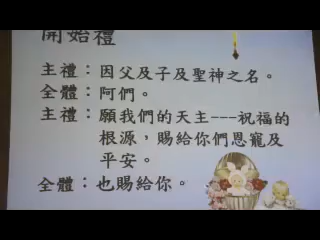 開始禮
主禮：因父及子及聖神之名。
全體：阿們。
主禮：願我們的天主---祝福的
根源，賜給你們恩寵及
平安。
全體：也賜給你。